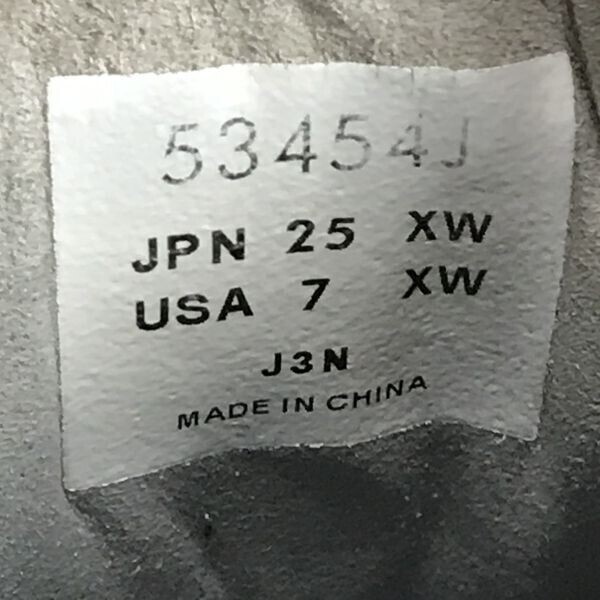 53454J
JPN 25 XW
USA 7 XW
J3N
MADE IN CHINA